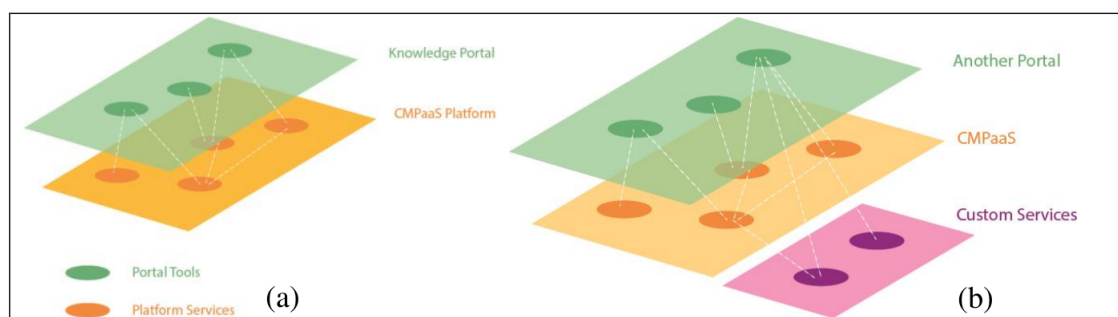 Knowledge Portal
CMPaaS Platform
Portal Tools
Platform Services
(a)
Another Portal
CMPaaS
Custom Services
(b)